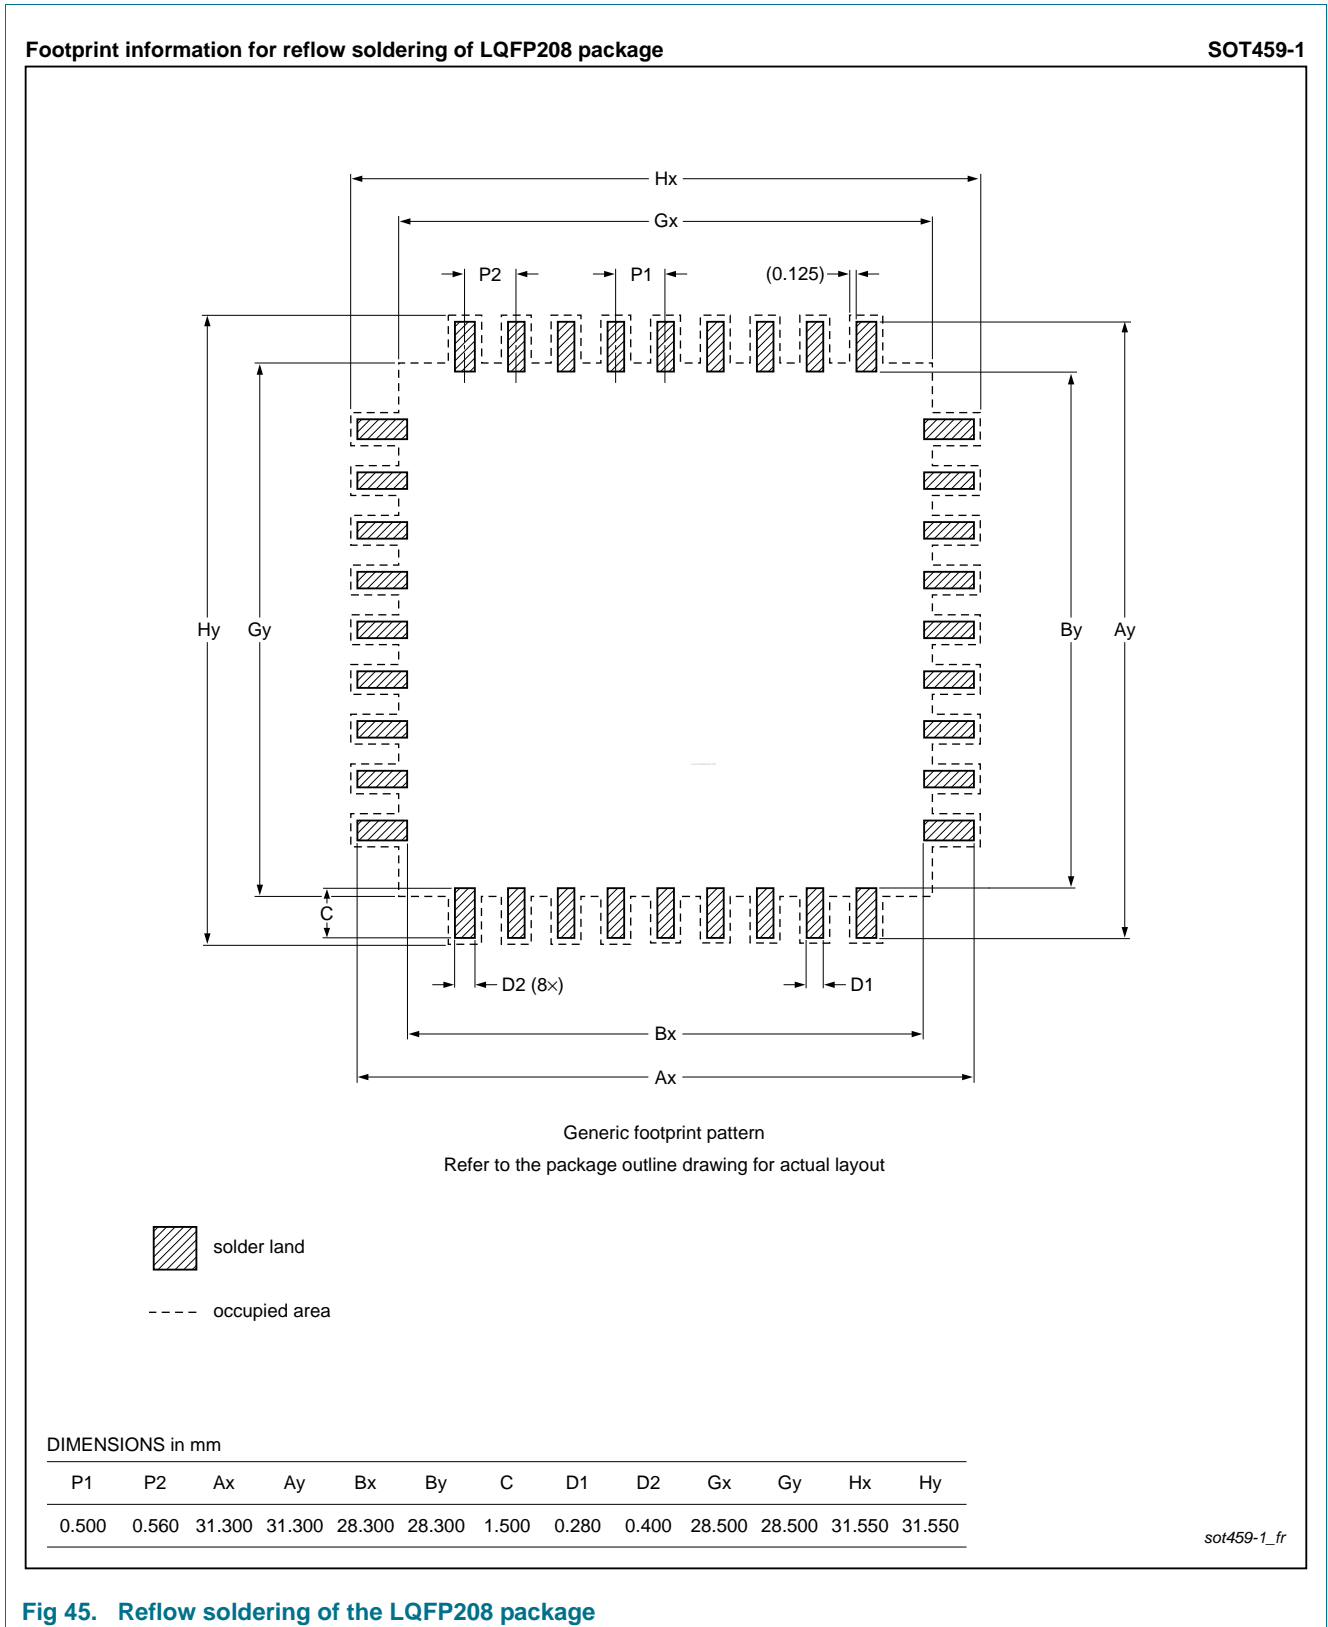 Footprint information for reflow soldering of LQFP208 package SOT459-1
Hx
Gx
P2 P1 (0.125)
Hy Gy By Ay
C
D2 (8×) D1
Bx
Ax
Generic footprint pattern
Refer to the package outline drawing for actual layout
solder land
occupied area
DIMENSIONS in mm
P1 P2 Ax Ay Bx By C D1 D2 Gx Gy Hx Hy
0.500 0.560 31.300 31.300 28.300 28.300 1.500 0.280 0.400 28.500 28.500 31.550 31.550
sot459-1_fr
Fig 45. Reflow soldering of the LQFP208 package